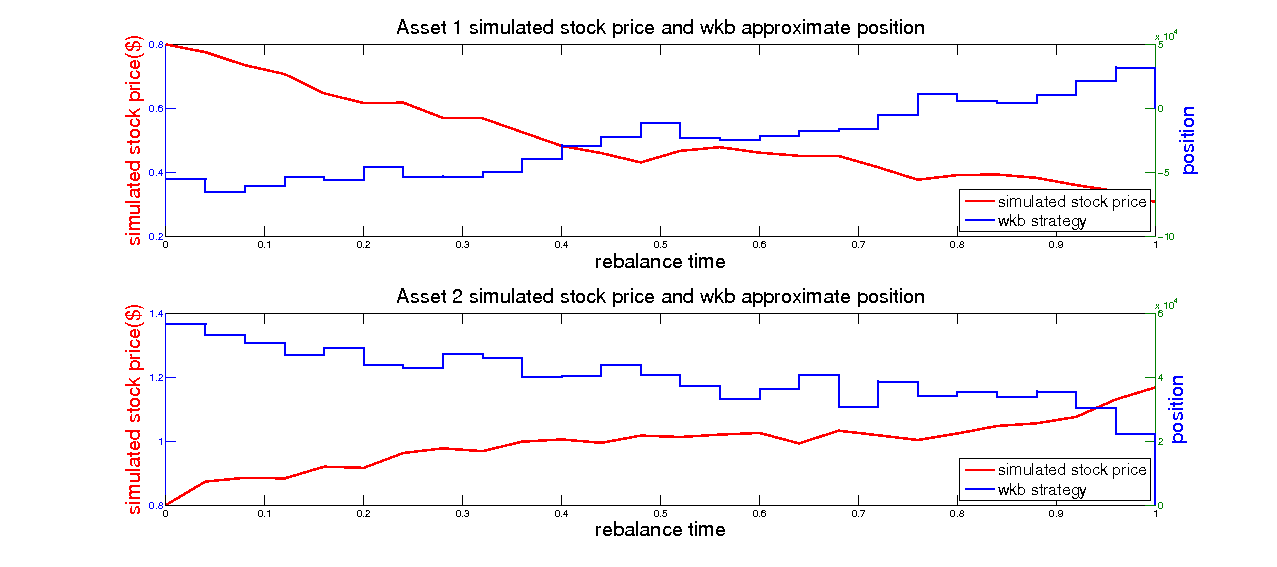 Asset 1 simulated stock price and wkb approximate position
x 10^4
simulated stock price($)
0.8
0.6
0.4
0.2
5
0
−5
−10
position
simulated stock price
wkb strategy
0 0.1 0.2 0.3 0.4 0.5 0.6 0.7 0.8 0.9 1
rebalance time
Asset 2 simulated stock price and wkb approximate position
x 10^4
simulated stock price($)
1.4
1.2
1
0.8
6
4
2
0
position
simulated stock price
wkb strategy
0 0.1 0.2 0.3 0.4 0.5 0.6 0.7 0.8 0.9 1
rebalance time